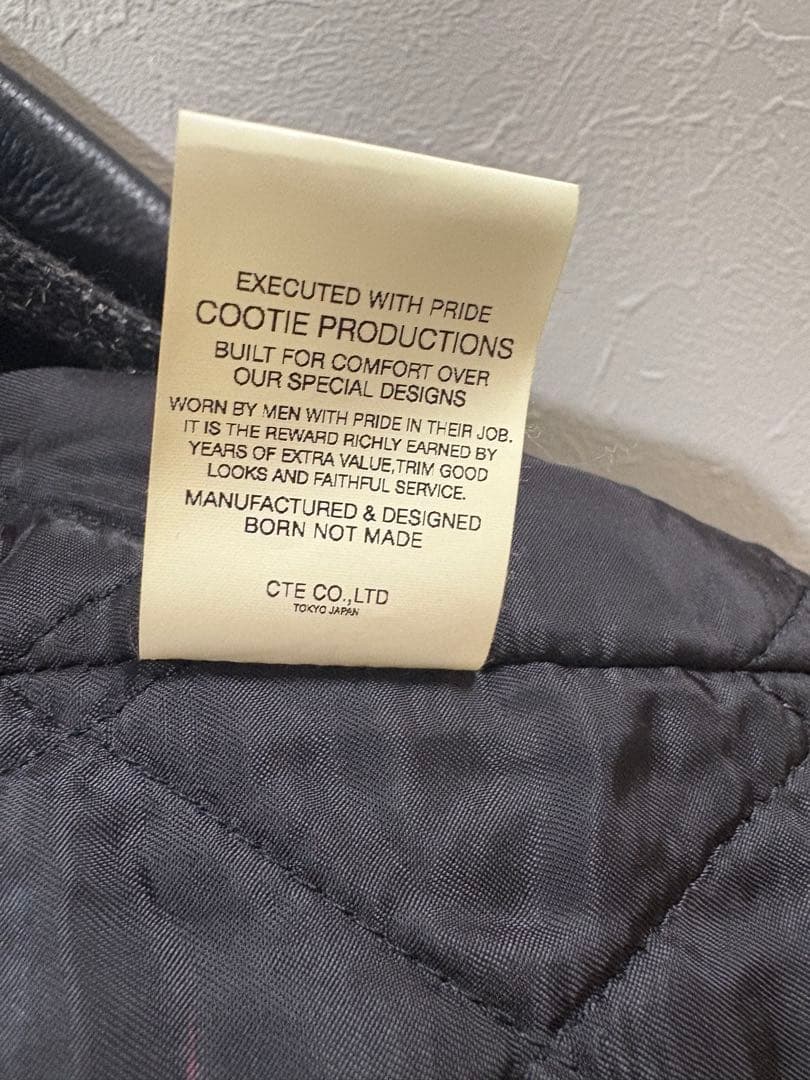 EXECUTED WITH PRIDE
COOTIE PRODUCTIONS
BUILT FOR COMFORT OVER
OUR SPECIAL DESIGNS
WORN BY MEN WITH PRIDE IN THEIR JOB.
IT IS THE REWARD RICHLY EARNED BY
YEARS OF EXTRA VALUE,TRIM GOOD
LOOKS AND FAITHFUL SERVICE.
MANUFACTURED & DESIGNED
BORN NOT MADE
CTE CO.,LTD
TOKYO JAPAN